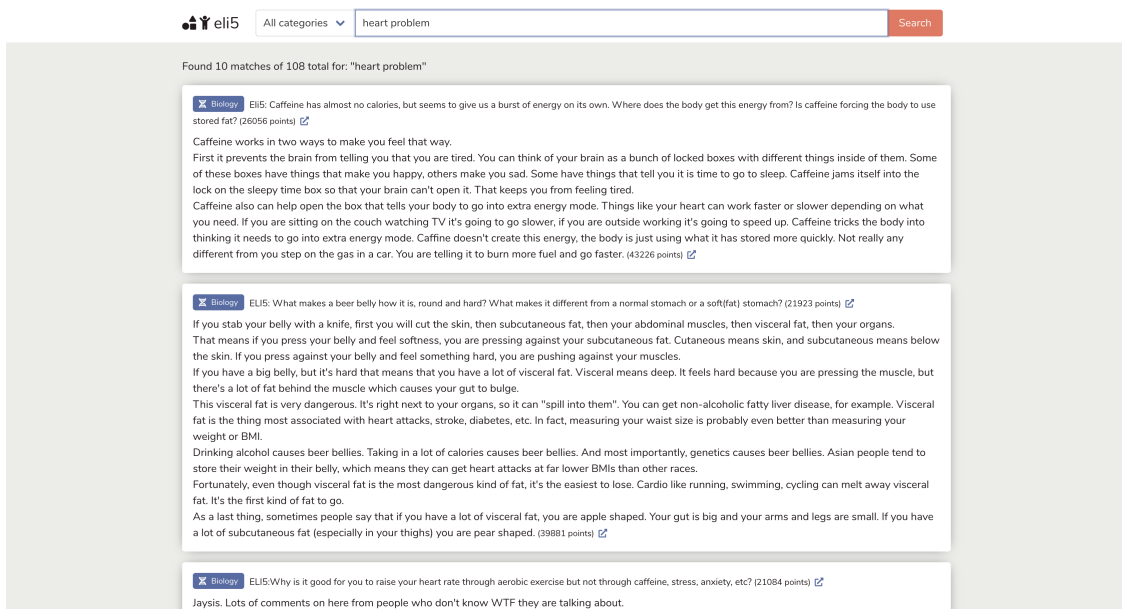 eli5
All categories
heart problem
Search
Found 10 matches of 108 total for: "heart problem"
Biology Eli5: Caffeine has almost no calories, but seems to give us a burst of energy on its own. Where does the body get this energy from? Is caffeine forcing the body to use
stored fat? (26056 points)
Caffeine works in two ways to make you feel that way.
First it prevents the brain from telling you that you are tired. You can think of your brain as a bunch of locked boxes with different things inside of them. Some
of these boxes have things that make you happy, others make you sad. Some have things that tell you it is time to go to sleep. Caffeine jams itself into the
lock on the sleepy time box so that your brain can't open it. That keeps you from feeling tired.
Caffeine also can help open the box that tells your body to go into extra energy mode. Things like your heart can work faster or slower depending on what
you need. If you are sitting on the couch watching TV it's going to go slower, if you are outside working it's going to speed up. Caffeine tricks the body into
thinking it needs to go into extra energy mode. Caffine doesn't create this energy, the body is just using what it has stored more quickly. Not really any
different from you step on the gas in a car. You are telling it to burn more fuel and go faster. (43226 points)
Biology ELI5: What makes a beer belly how it is, round and hard? What makes it different from a normal stomach or a soft(fat) stomach? (21923 points)
If you stab your belly with a knife, first you will cut the skin, then subcutaneous fat, then your abdominal muscles, then visceral fat, then your organs.
That means if you press your belly and feel softness, you are pressing against your subcutaneous fat. Cutaneous means skin, and subcutaneous means below
the skin. If you press against your belly and feel something hard, you are pushing against your muscles.
If you have a big belly, but it's hard that means that you have a lot of visceral fat. Visceral means deep. It feels hard because you are pressing the muscle, but
there's a lot of fat behind the muscle which causes your gut to bulge.
This visceral fat is very dangerous. It's right next to your organs, so it can "spill into them". You can get non-alcoholic fatty liver disease, for example. Visceral
fat is the thing most associated with heart attacks, stroke, diabetes, etc. In fact, measuring your waist size is probably even better than measuring your
weight or BMI.
Drinking alcohol causes beer bellies. Taking in a lot of calories causes beer bellies. And most importantly, genetics causes beer bellies. Asian people tend to
store their weight in their belly, which means they can get heart attacks at far lower BMIs than other races.
Fortunately, even though visceral fat is the most dangerous kind of fat, it's the easiest to lose. Cardio like running, swimming, cycling can melt away visceral
fat. It's the first kind of fat to go.
As a last thing, sometimes people say that if you have a lot of visceral fat, you are apple shaped. Your gut is big and your arms and legs are small. If you have
a lot of subcutaneous fat (especially in your thighs) you are pear shaped. (39881 points)
Biology ELI5:Why is it good for you to raise your heart rate through aerobic exercise but not through caffeine, stress, anxiety, etc? (21084 points)
Jaysis. Lots of comments on here from people who don't know WTF they are talking about.